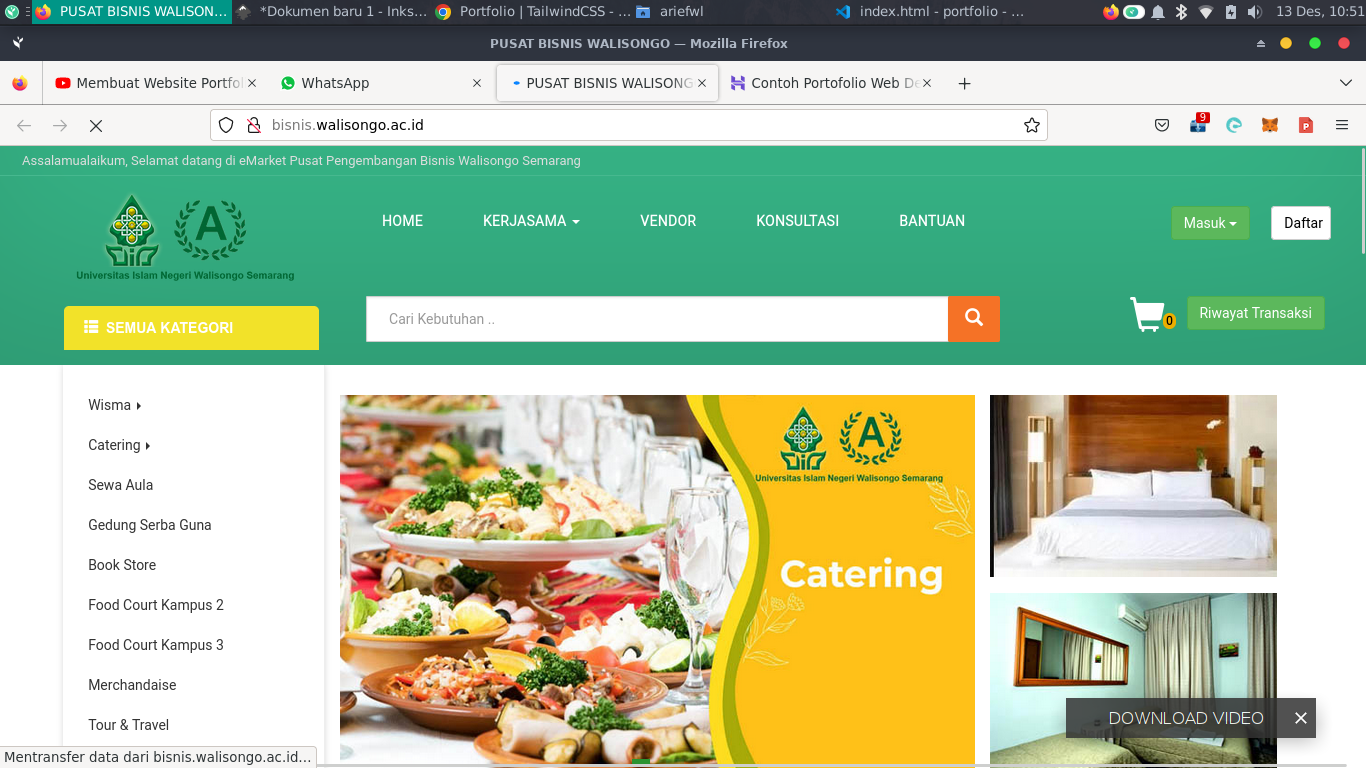 PUSAT BISNIS WALISON...
*Dokumen baru 1 - Inks...
Portfolio | TailwindCSS - ...
ariefwl
index.html - portfolio - ...
13 Des, 10:51
PUSAT BISNIS WALISONGO — Mozilla Firefox
Membuat Website Portfol
WhatsApp
PUSAT BISNIS WALISONG
Contoh Portofolio Web De
bisnis.walisongo.ac.id
9
Assalamualaikum, Selamat datang di eMarket Pusat Pengembangan Bisnis Walisongo Semarang
A
Universitas Islam Negeri Walisongo Semarang
HOME
KERJASAMA
VENDOR
KONSULTASI
BANTUAN
Masuk
Daftar
SEMUA KATEGORI
Cari Kebutuhan ..
0
Riwayat Transaksi
Wisma
Catering
Sewa Aula
Gedung Serba Guna
Book Store
Food Court Kampus 2
Food Court Kampus 3
Merchandaise
Tour & Travel
A
Universitas Islam Negeri Walisongo Semarang
Catering
DOWNLOAD VIDEO
Mentransfer data dari bisnis.walisongo.ac.id...